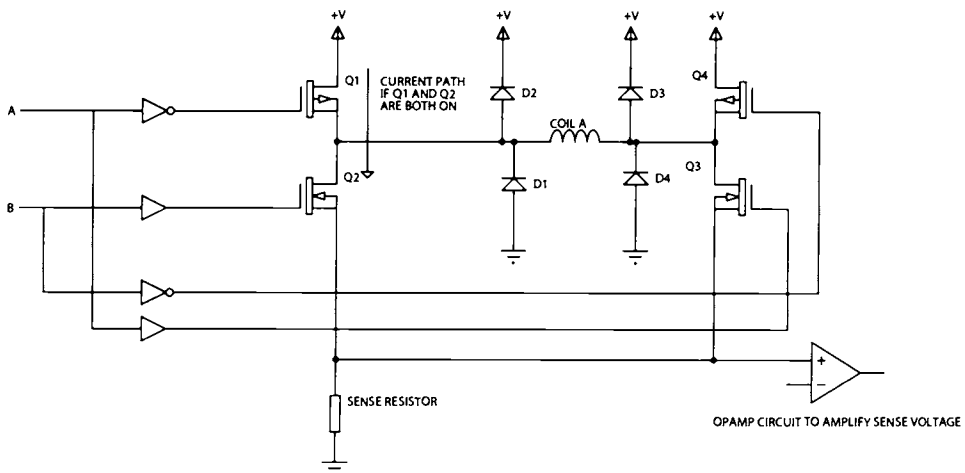 +V
+V
+V
+V
Q1
CURRENT PATH
IF Q1 AND Q2
ARE BOTH ON
D2
D3
Q4
A
COIL A
Q2
D1
D4
Q3
B
+
−
SENSE RESISTOR
OPAMP CIRCUIT TO AMPLIFY SENSE VOLTAGE